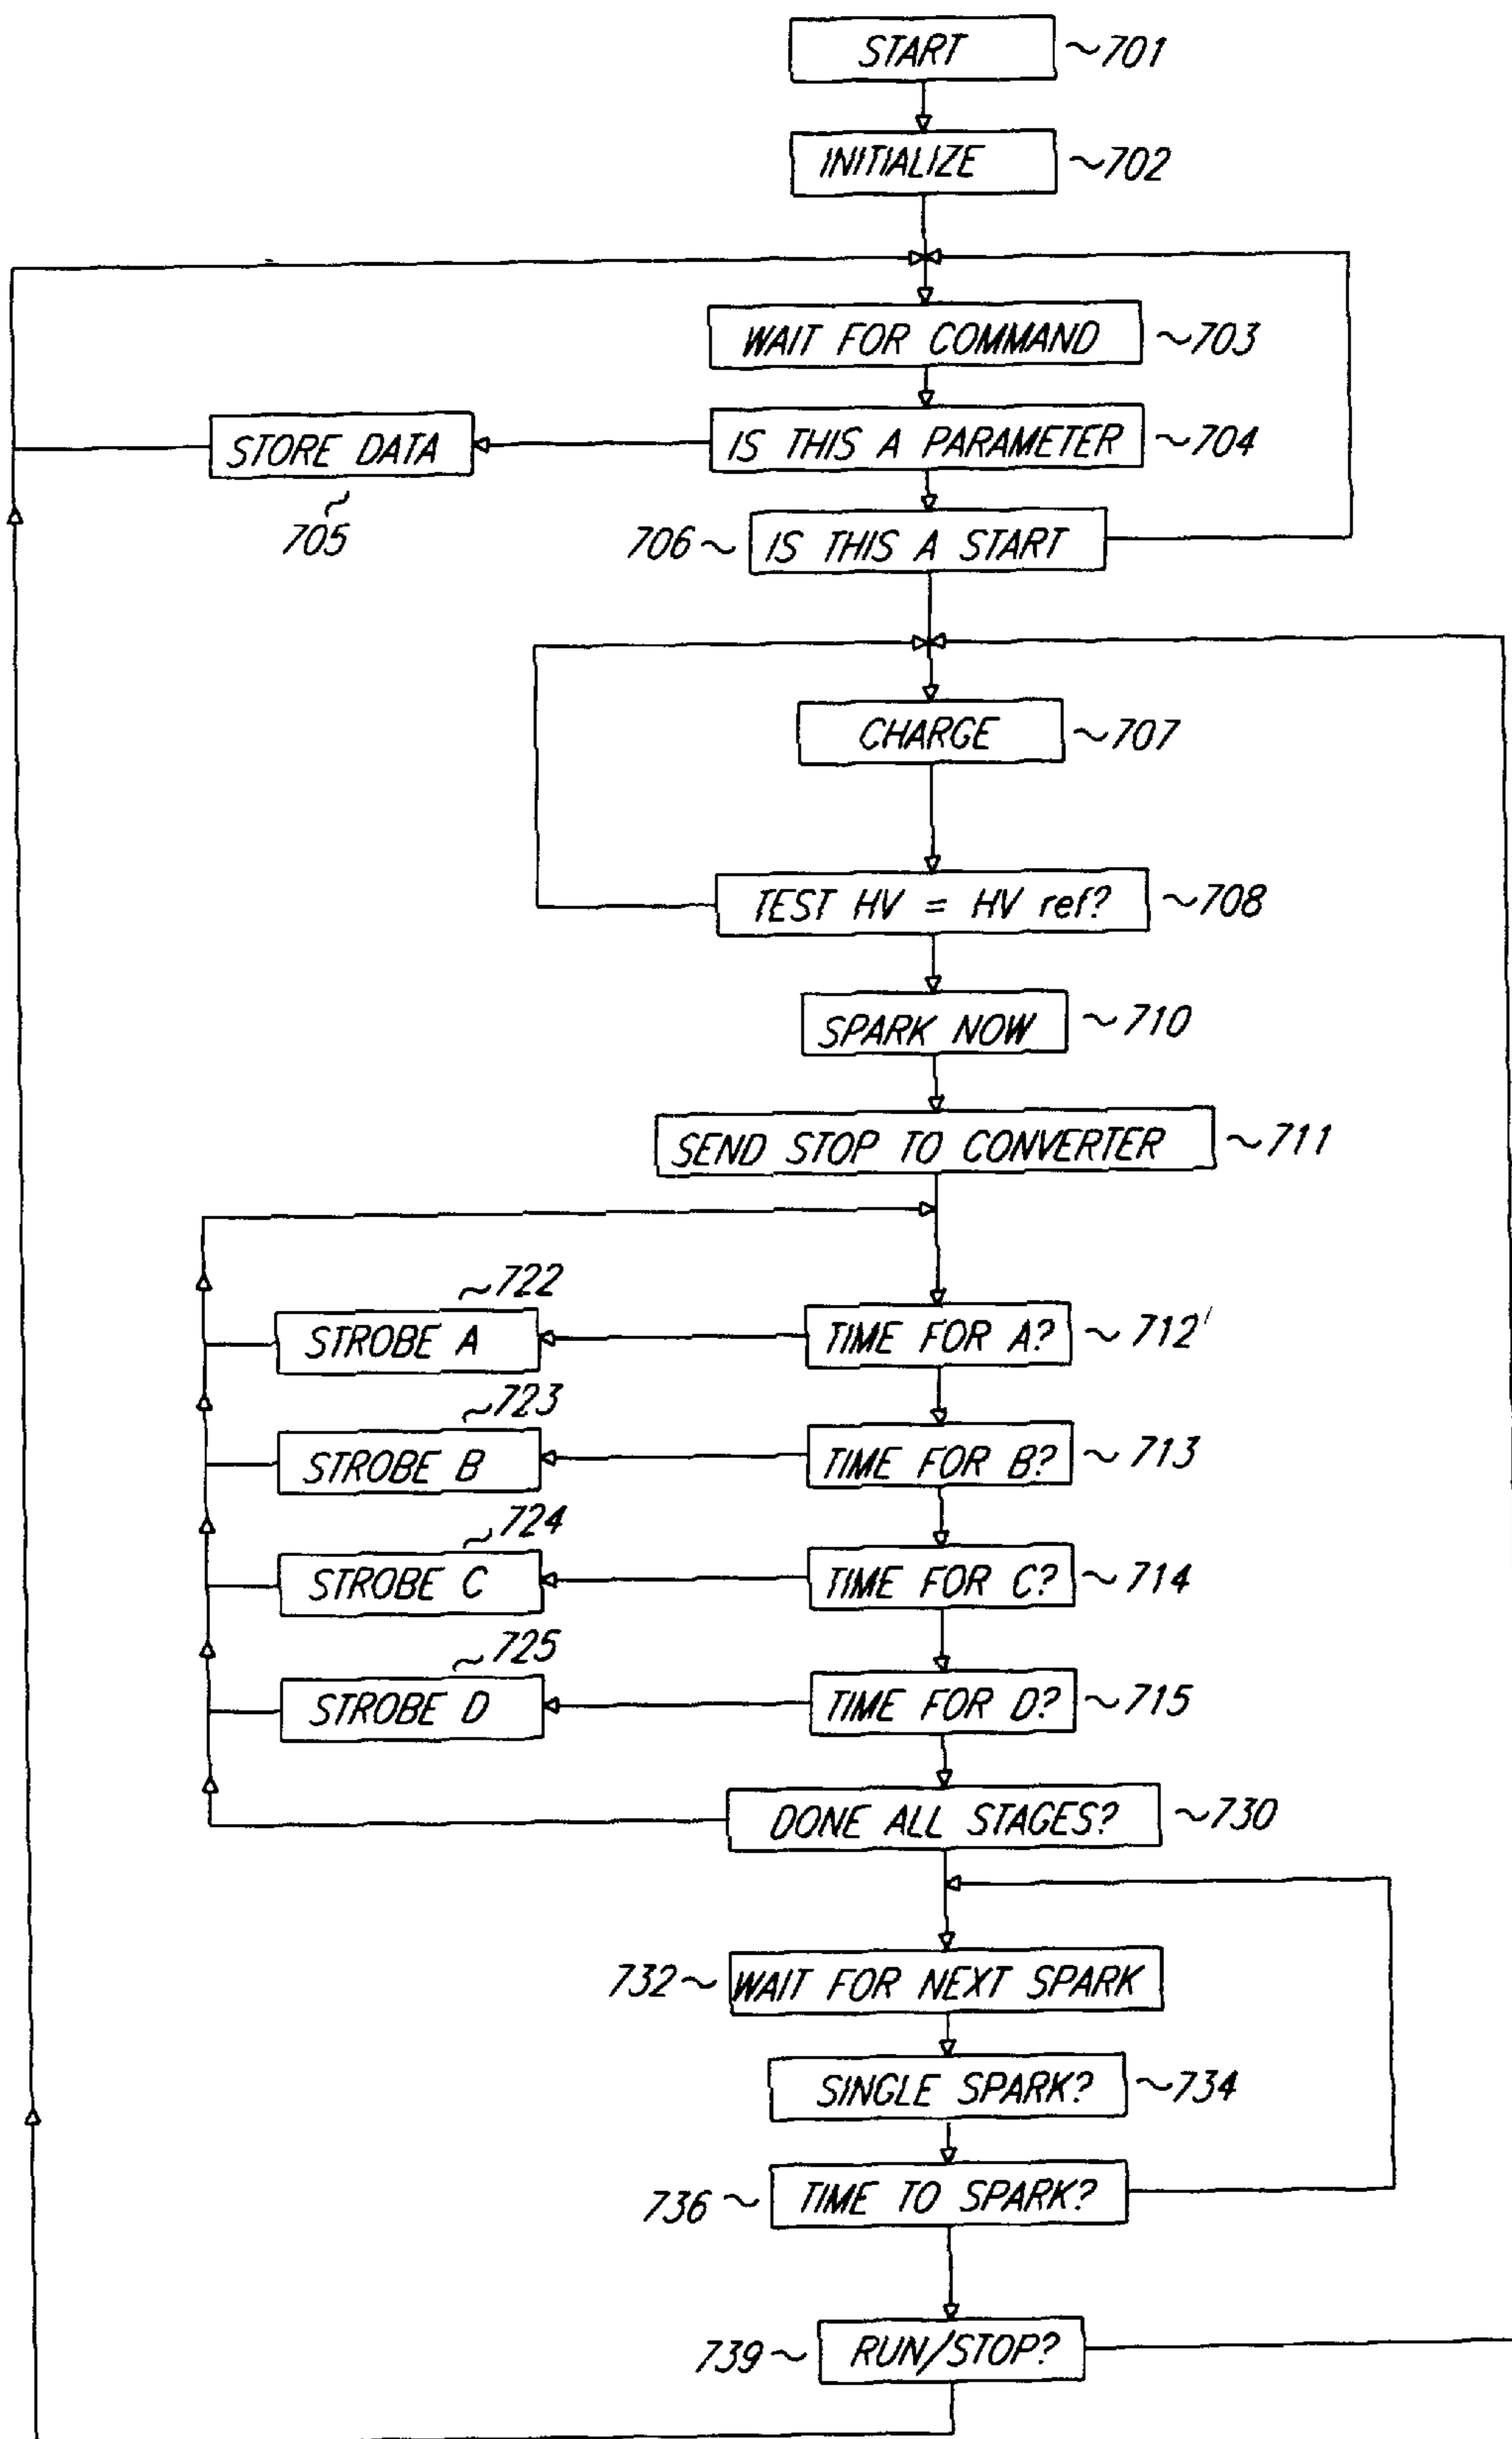 START ~701
INITIALIZE ~702
WAIT FOR COMMAND ~703
STORE DATA
IS THIS A PARAMETER ~704
705
706~ IS THIS A START
CHARGE ~707
TEST HV = HV ref? ~708
SPARK NOW ~710
SEND STOP TO CONVERTER ~711
~722
STROBE A
TIME FOR A? ~712'
~723
STROBE B
TIME FOR B? ~713
~724
STROBE C
TIME FOR C? ~714
~725
STROBE D
TIME FOR D? ~715
DONE ALL STAGES? ~730
732~ WAIT FOR NEXT SPARK
SINGLE SPARK? ~734
736~ TIME TO SPARK?
739~ RUN/STOP?